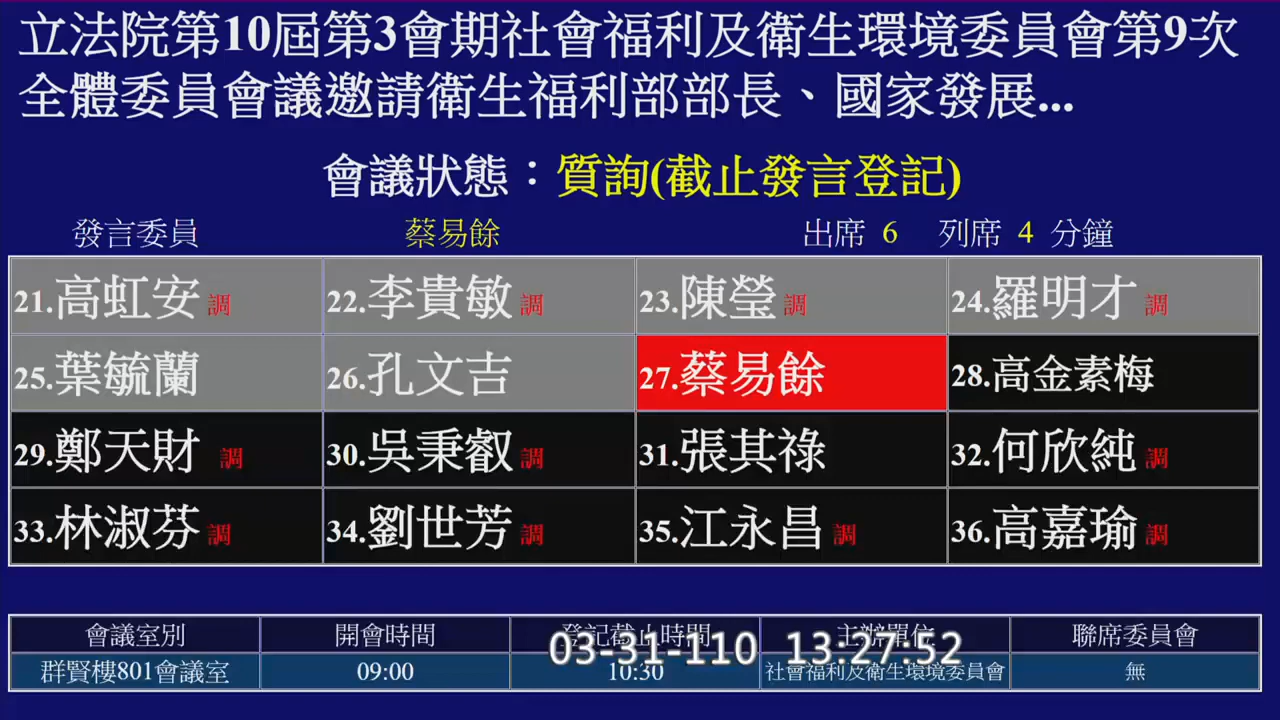 立法院第10屆第3會期社會福利及衛生環境委員會第9次
全體委員會議邀請衛生福利部部長、國家發展...
會議狀態：質詢(截止發言登記)
發言委員 蔡易餘 出席 6 列席 4 分鐘
21.高虹安調 22.李貴敏調 23.陳瑩調 24.羅明才調
25.葉毓蘭 26.孔文吉 27.蔡易餘 28.高金素梅
29.鄭天財 調 30.吳秉叡調 31.張其祿 32.何欣純調
33.林淑芬調 34.劉世芳調 35.江永昌調 36.高嘉瑜調
會議室別 開會時間 登記截止時間 主辦單位 聯席委員會
03-31-110 13:27:52
群賢樓801會議室 09:00 10:30 社會福利及衛生環境委員會 無